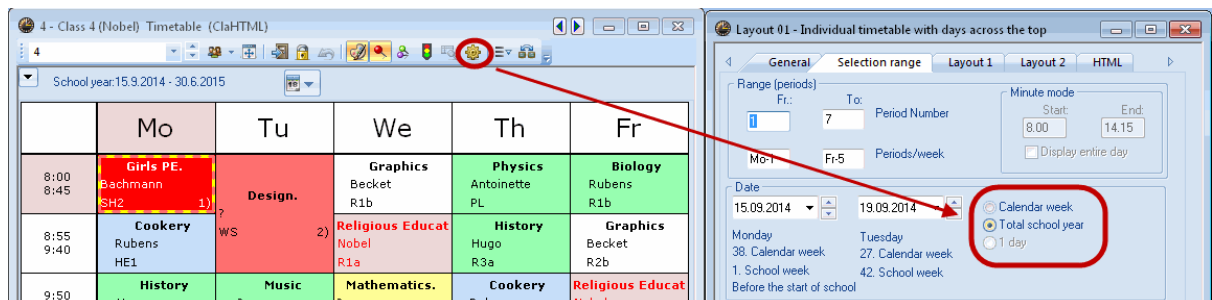 4 - Class 4 (Nobel) Timetable (ClaHTML)
4
School year:15.9.2014 - 30.6.2015
Mo Tu We Th Fr
8:00
8:45
Girls PE.
Bachmann
SH2 1)
Design.
?
WS 2)
Graphics
Becket
R1b
Physics
Antoinette
PL
Biology
Rubens
R1b
8:55
9:40
Cookery
Rubens
HE1
Religious Educat
Nobel
R1a
History
Hugo
R3a
Graphics
Becket
R2b
9:50
History
Music
Mathematics.
Cookery
Religious Educat
Layout 01 - Individual timetable with days across the top
General Selection range Layout 1 Layout 2 HTML
Range (periods)
Fr.: To:
1 7 Period Number
Mo-1 Fr-5 Periods/week
Minute mode
Start: End:
8.00 14.15
Display entire day
Date
15.09.2014 19.09.2014
Calendar week
Total school year
1 day
Monday Tuesday
38. Calendar week 27. Calendar week
1. School week 42. School week
Before the start of school